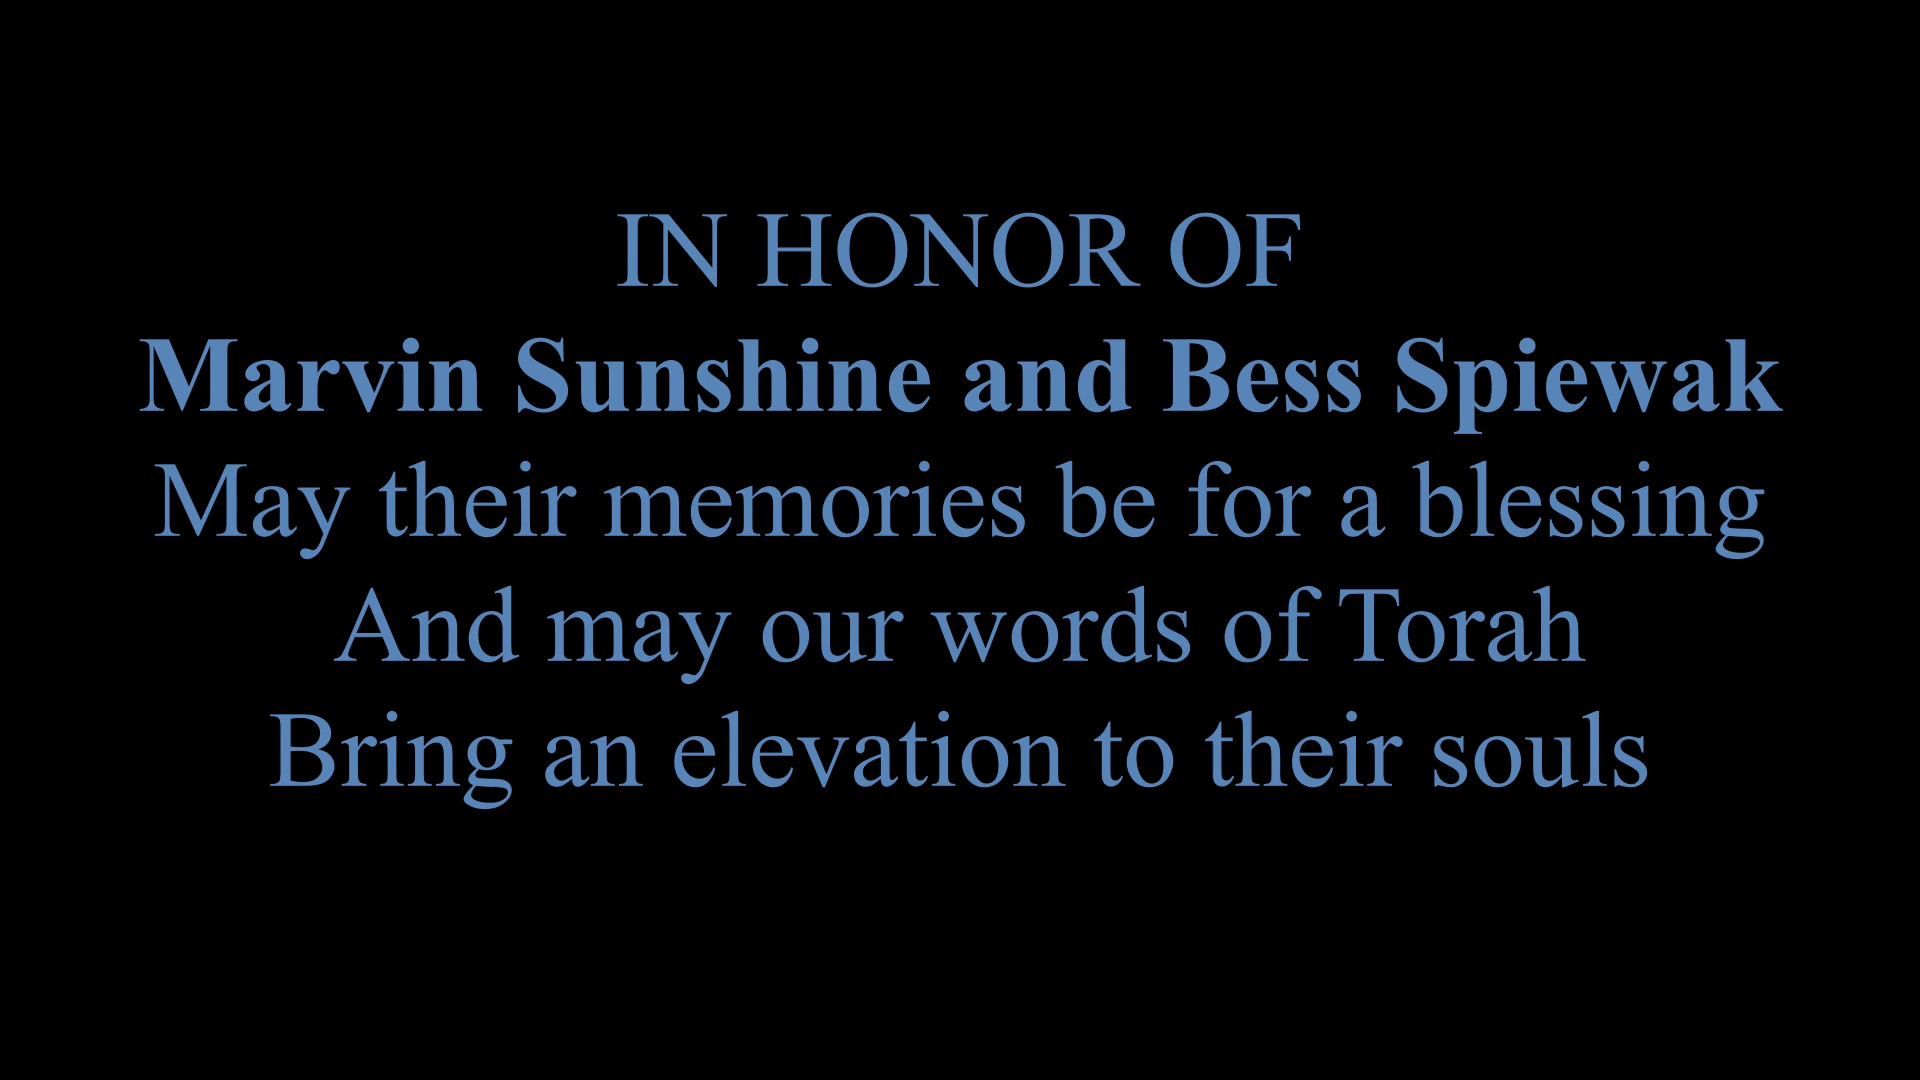 IN HONOR OF
Marvin Sunshine and Bess Spiewak
May their memories be for a blessing
And may our words of Torah
Bring an elevation to their souls